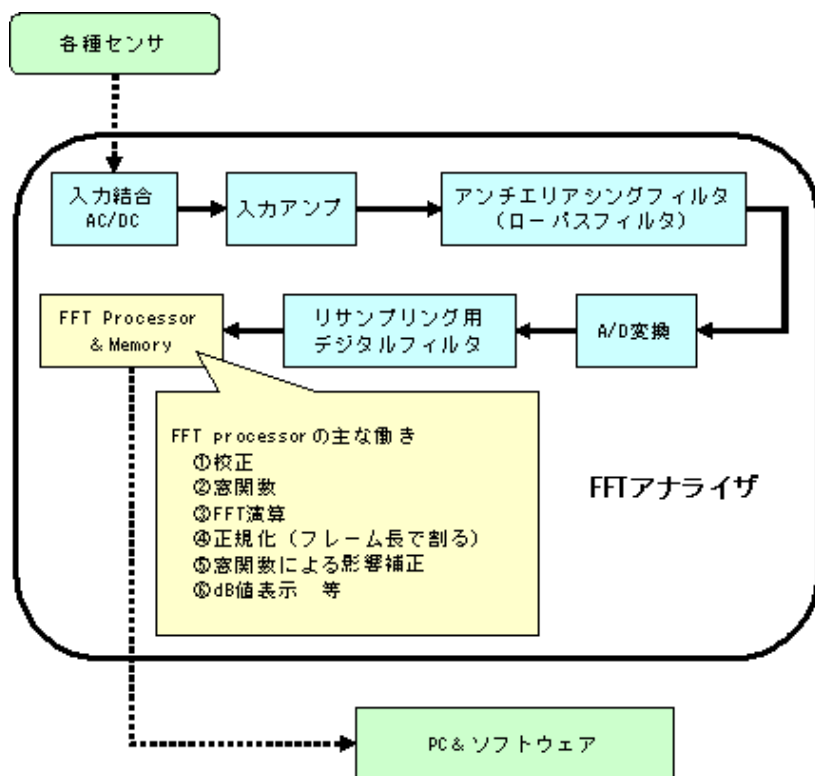 各種センサ
入力結合
AC/DC
入力アンプ
アンチエリアシングフィルタ
(ローパスフィルタ)
FFT Processor
& Memory
リサンプリング用
デジタルフィルタ
A/D変換
FFT processorの主な働き
①校正
②窓関数
③FFT演算
④正規化(フレーム長で割る)
⑤窓関数による影響補正
⑥dB値表示 等
FFTアナライザ
PC&ソフトウェア